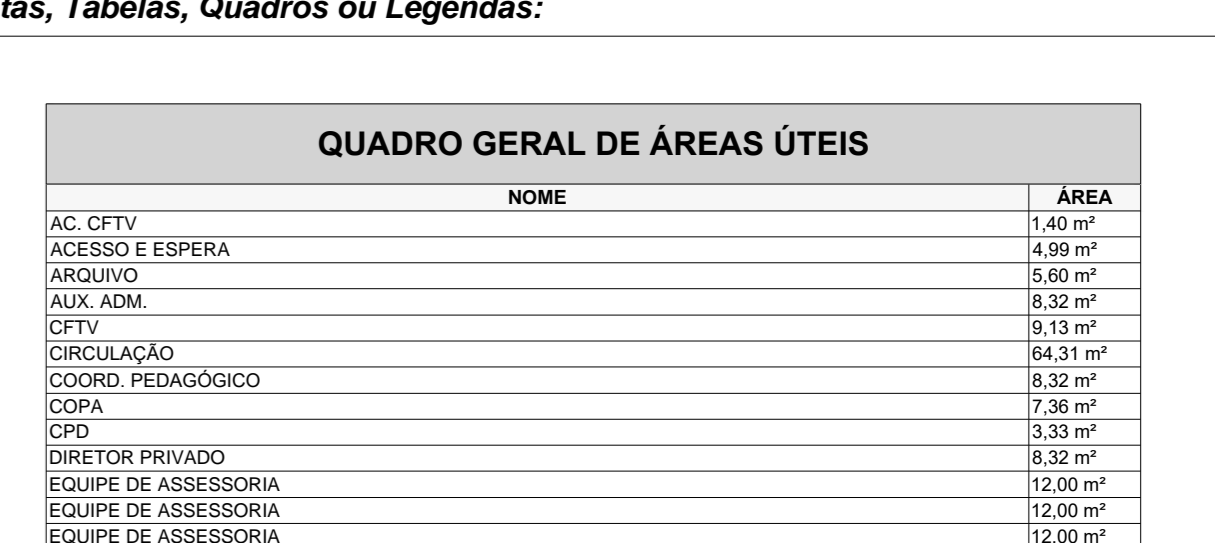 tas, Tabelas, Quadros ou Legendas:
QUADRO GERAL DE ÁREAS ÚTEIS
NOME ÁREA
AC. CFTV 1,40 m²
ACESSO E ESPERA 4,99 m²
ARQUIVO 5,60 m²
AUX. ADM. 8,32 m²
CFTV 9,13 m²
CIRCULAÇÃO 64,31 m²
COORD. PEDAGÓGICO 8,32 m²
COPA 7,36 m²
CPD 3,33 m²
DIRETOR PRIVADO 8,32 m²
EQUIPE DE ASSESSORIA 12,00 m²
EQUIPE DE ASSESSORIA 12,00 m²
EQUIPE DE ASSESSORIA 12,00 m²